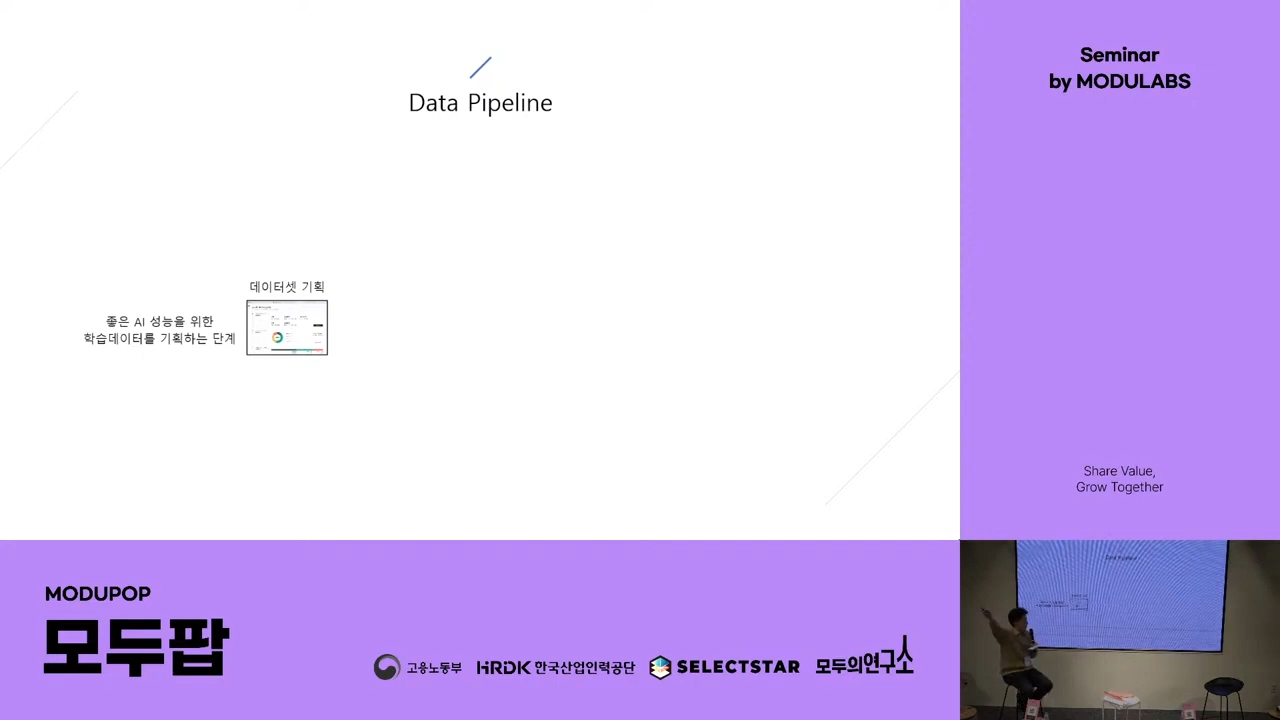 Data Pipeline
데이터셋 기획
좋은 AI 성능을 위한
학습데이터를 기획하는 단계
Seminar
by MODULABS
Share Value,
Grow Together
MODUPOP
모두팝
고용노동부
HRDK 한국산업인력공단
SELECTSTAR
모두의연구소
Data Pipeline